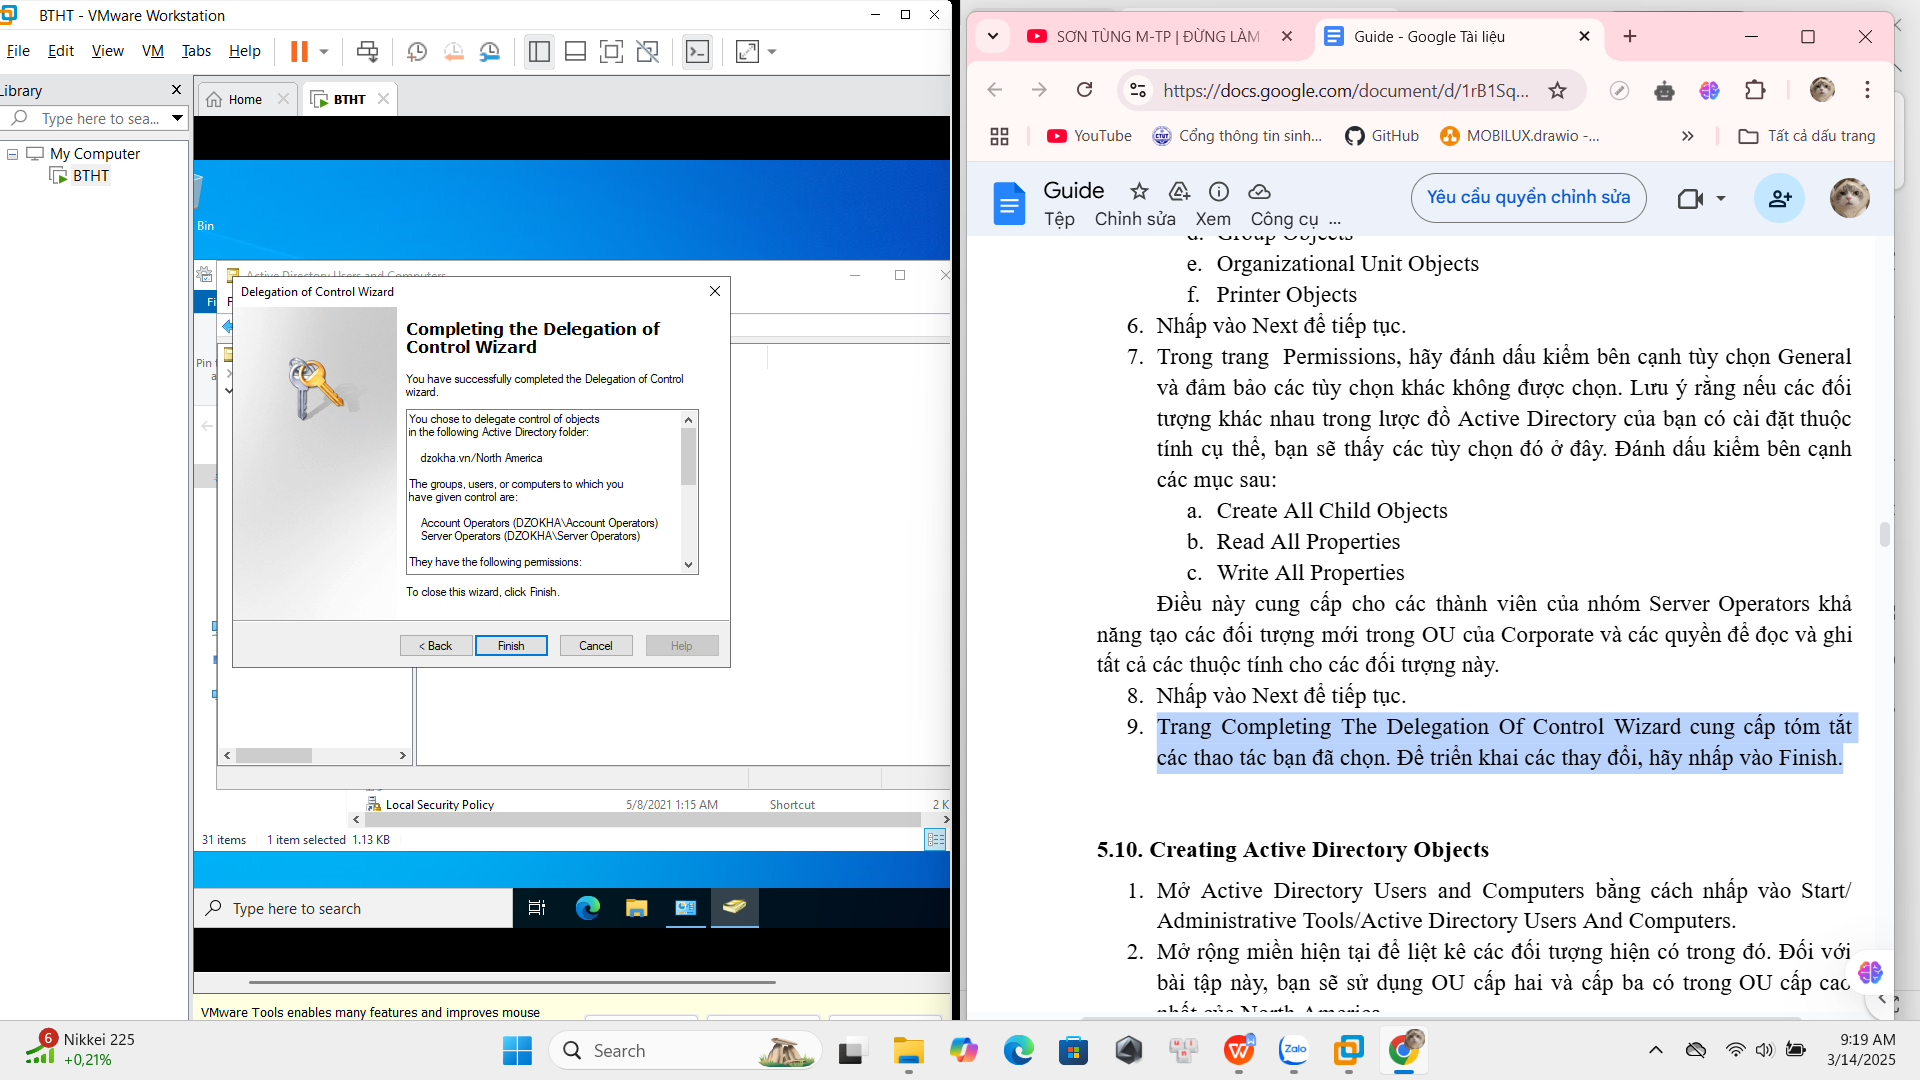 BTHT - VMware Workstation
File Edit View VM Tabs Help
Library
Type here to sea...
My Computer
BTHT
Home
BTHT
Bin
Active Directory Users and Computers
Delegation of Control Wizard
Completing the Delegation of
Control Wizard
You have successfully completed the Delegation of Control
wizard.
You chose to delegate control of objects
in the following Active Directory folder:
dzokha.vn/North America
The groups, users, or computers to which you
have given control are:
Account Operators (DZOKHA\Account Operators)
Server Operators (DZOKHA\Server Operators)
They have the following permissions:
To close this wizard, click Finish.
< Back Finish Cancel Help
Local Security Policy 5/8/2021 1:15 AM Shortcut 2 K
31 items 1 item selected 1.13 KB
Type here to search
VMware Tools enables many features and improves mouse
SƠN TÙNG M-TP | ĐỪNG LÀM
Guide - Google Tài liệu
https://docs.google.com/document/d/1rB1Sq...
YouTube
Cổng thông tin sinh...
GitHub
MOBILUX.drawio -...
Tất cả dấu trang
Guide
Tệp Chỉnh sửa Xem Công cụ ...
Yêu cầu quyền chỉnh sửa
d. Group Objects
e. Organizational Unit Objects
f. Printer Objects
6. Nhấp vào Next để tiếp tục.
7. Trong trang Permissions, hãy đánh dấu kiểm bên cạnh tùy chọn General
và đảm bảo các tùy chọn khác không được chọn. Lưu ý rằng nếu các đối
tượng khác nhau trong lược đồ Active Directory của bạn có cài đặt thuộc
tính cụ thể, bạn sẽ thấy các tùy chọn đó ở đây. Đánh dấu kiểm bên cạnh
các mục sau:
a. Create All Child Objects
b. Read All Properties
c. Write All Properties
Điều này cung cấp cho các thành viên của nhóm Server Operators khả
năng tạo các đối tượng mới trong OU của Corporate và các quyền để đọc và ghi
tất cả các thuộc tính cho các đối tượng này.
8. Nhấp vào Next để tiếp tục.
9. Trang Completing The Delegation Of Control Wizard cung cấp tóm tắt
các thao tác bạn đã chọn. Để triển khai các thay đổi, hãy nhấp vào Finish.
5.10. Creating Active Directory Objects
1. Mở Active Directory Users and Computers bằng cách nhấp vào Start/
Administrative Tools/Active Directory Users And Computers.
2. Mở rộng miền hiện tại để liệt kê các đối tượng hiện có trong đó. Đối với
bài tập này, bạn sẽ sử dụng OU cấp hai và cấp ba có trong OU cấp cao
nhất của North America.
6
Nikkei 225
+0,21%
Search
Zalo
9:19 AM
3/14/2025